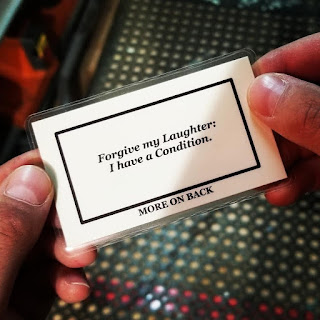 Forgive my Laughter:
I have a Condition.
MORE ON BACK